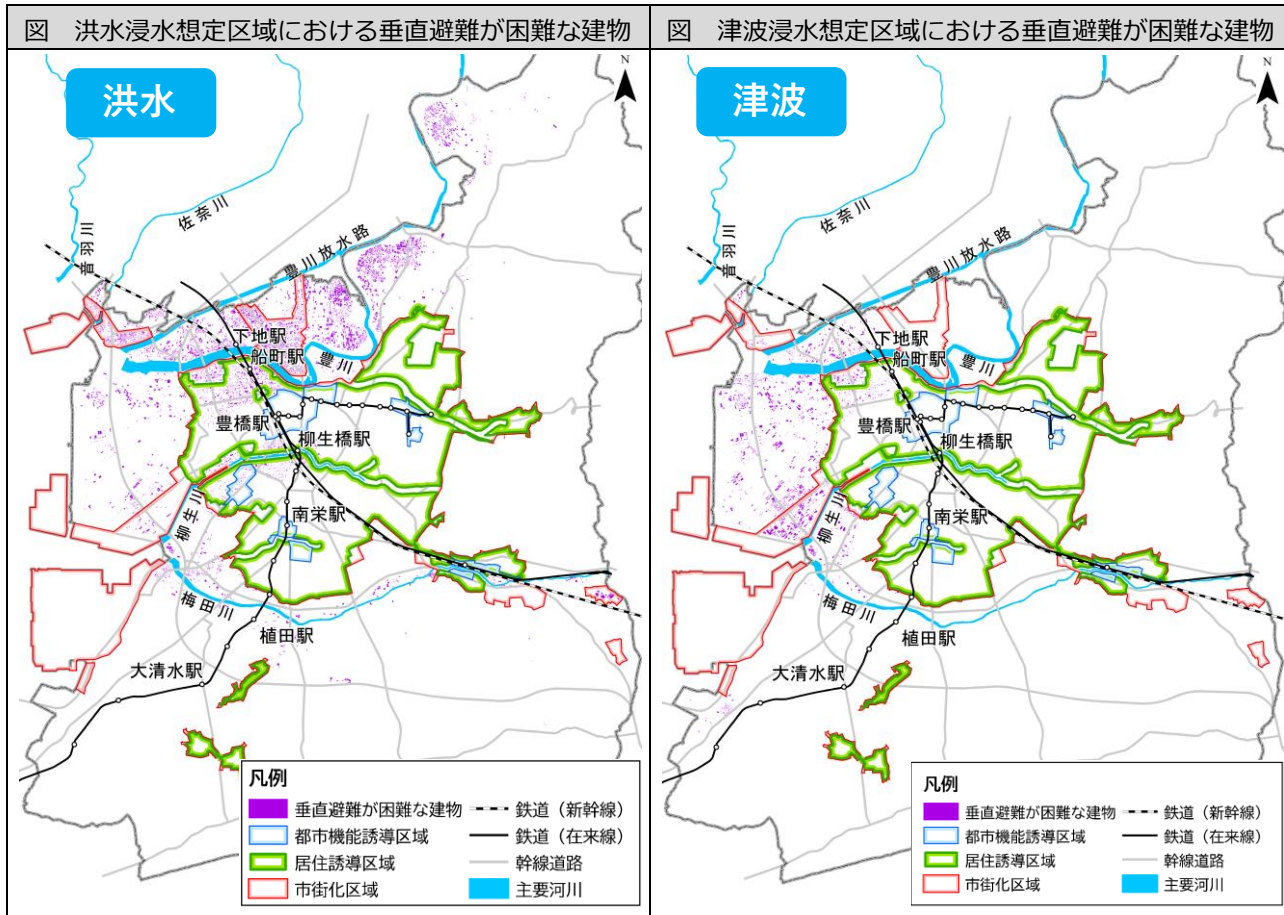 図 洪水浸水想定区域における垂直避難が困難な建物
洪水
N
音羽川
佐奈川
豊川放水路
下地駅
船町駅
豊川
豊橋駅
柳生橋駅
柳生川
南栄駅
梅田川
植田駅
大清水駅
凡例
垂直避難が困難な建物
都市機能誘導区域
居住誘導区域
市街化区域
鉄道（新幹線）
鉄道（在来線）
幹線道路
主要河川
図 津波浸水想定区域における垂直避難が困難な建物
津波
N
音羽川
佐奈川
豊川放水路
下地駅
船町駅
豊川
豊橋駅
柳生橋駅
柳生川
南栄駅
梅田川
植田駅
大清水駅
凡例
垂直避難が困難な建物
都市機能誘導区域
居住誘導区域
市街化区域
鉄道（新幹線）
鉄道（在来線）
幹線道路
主要河川